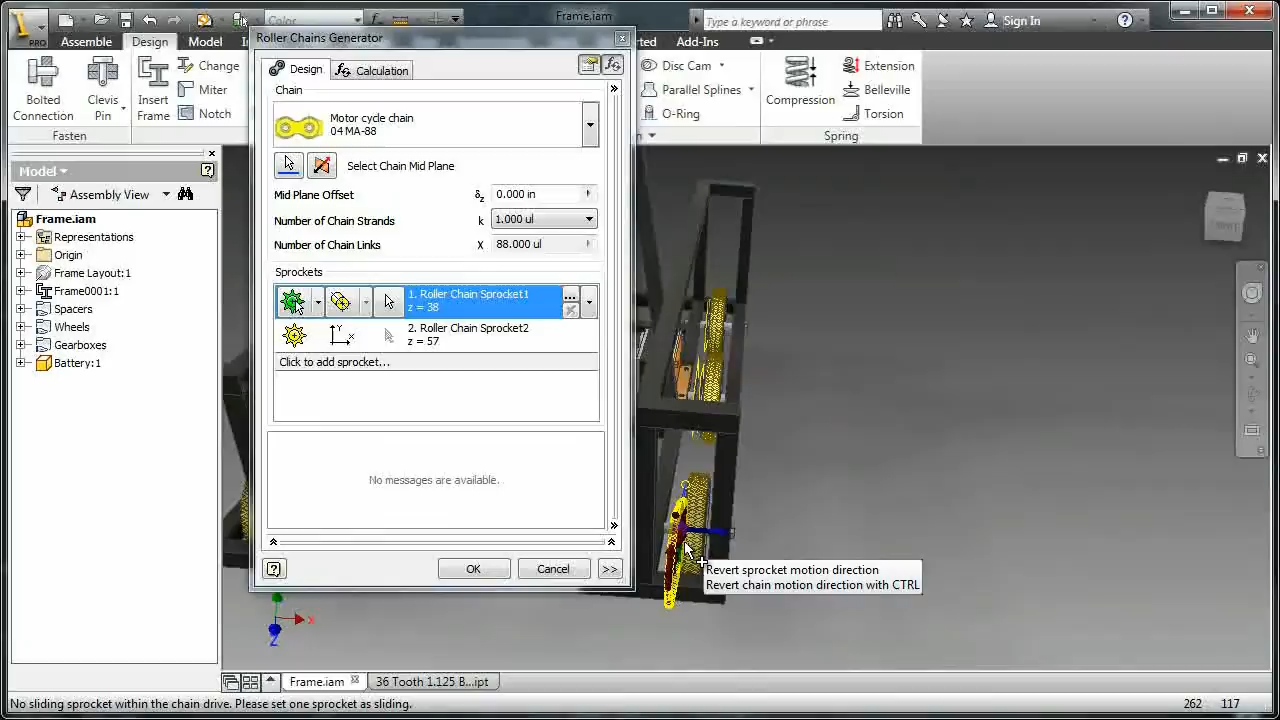 Color
Frame.iam
Type a keyword or phrase
Sign In
PRO
Assemble
Design
Model
Add-Ins
Bolted
Connection
Clevis
Pin
Insert
Frame
Change
Miter
Notch
Fasten
Disc Cam
Parallel Splines
O-Ring
Compression
Extension
Belleville
Torsion
Spring
Model
Assembly View
Frame.iam
Representations
Origin
Frame Layout:1
Frame0001:1
Spacers
Wheels
Gearboxes
Battery:1
Roller Chains Generator
Design
Calculation
Chain
Motor cycle chain
04 MA-88
Select Chain Mid Plane
Mid Plane Offset
δz
0.000 in
Number of Chain Strands
k
1.000 ul
Number of Chain Links
X
88.000 ul
Sprockets
1. Roller Chain Sprocket1
z = 38
2. Roller Chain Sprocket2
z = 57
Click to add sprocket...
No messages are available.
OK
Cancel
>>
Revert sprocket motion direction
Revert chain motion direction with CTRL
X
Z
Frame.iam
36 Tooth 1.125 B...ipt
No sliding sprocket within the chain drive. Please set one sprocket as sliding.
262
117